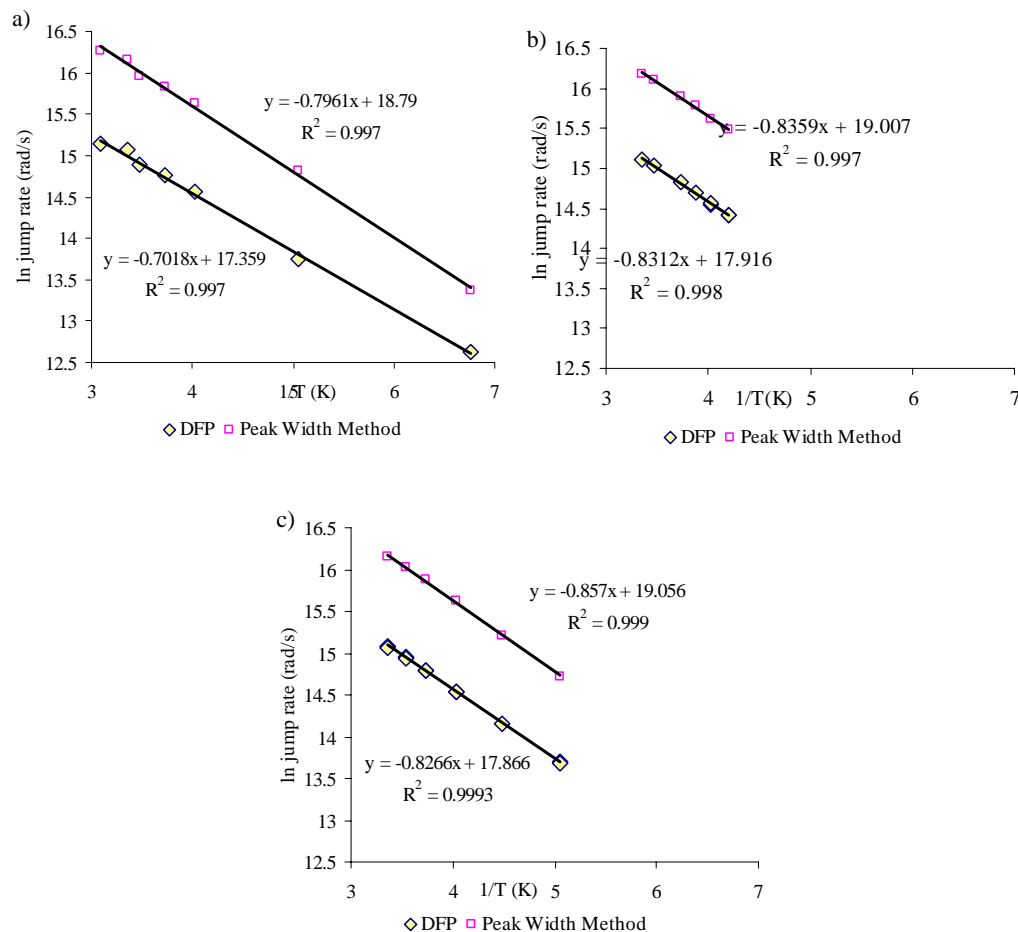 a)
ln jump rate (rad/s)
16.5
16
15.5
15
14.5
14
13.5
13
12.5
y = -0.7961x + 18.79
R² = 0.997
y = -0.7018x + 17.359
R² = 0.997
3 4 5 6 7
1/T (K)
DFP Peak Width Method
b)
ln jump rate (rad/s)
16.5
16
15.5
15
14.5
14
13.5
13
12.5
y = -0.8359x + 19.007
R² = 0.997
y = -0.8312x + 17.916
R² = 0.998
3 4 5 6 7
1/T(K)
DFP Peak Width Method
c)
ln jump rate (rad/s)
16.5
16
15.5
15
14.5
14
13.5
13
12.5
y = -0.857x + 19.056
R² = 0.999
y = -0.8266x + 17.866
R² = 0.9993
3 4 5 6 7
1/T (K)
DFP Peak Width Method